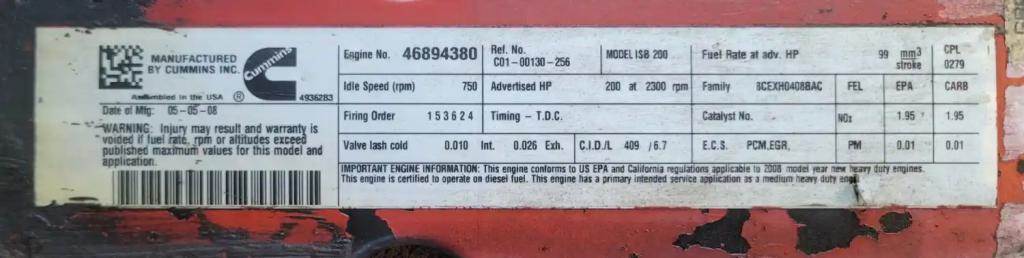 MANUFACTURED
BY CUMMINS INC.
Cummins
®
Assembled in the USA
4936283
Date of Mfg: 05-05-08
WARNING: Injury may result and warranty is
voided if fuel rate, rpm or altitudes exceed
published maximum values for this model and
application.
Engine No. 46894380 Ref. No. C01-00130-256 MODEL ISB 200 Fuel Rate at adv. HP 99 mm3 stroke CPL 0279
Idle Speed (rpm) 750 Advertised HP 200 at 2300 rpm Family 8CEXH0408BAC FEL EPA CARB
Firing Order 153624 Timing - T.D.C. Catalyst No. NOx 1.95 1.95
Valve lash cold 0.010 Int. 0.026 Exh. C.I.D./L 409 /6.7 E.C.S. PCM,EGR, PM 0.01 0.01
IMPORTANT ENGINE INFORMATION: This engine conforms to US EPA and California regulations applicable to 2008 model year new heavy duty engines.
This engine is certified to operate on diesel fuel. This engine has a primary intended service application as a medium heavy duty